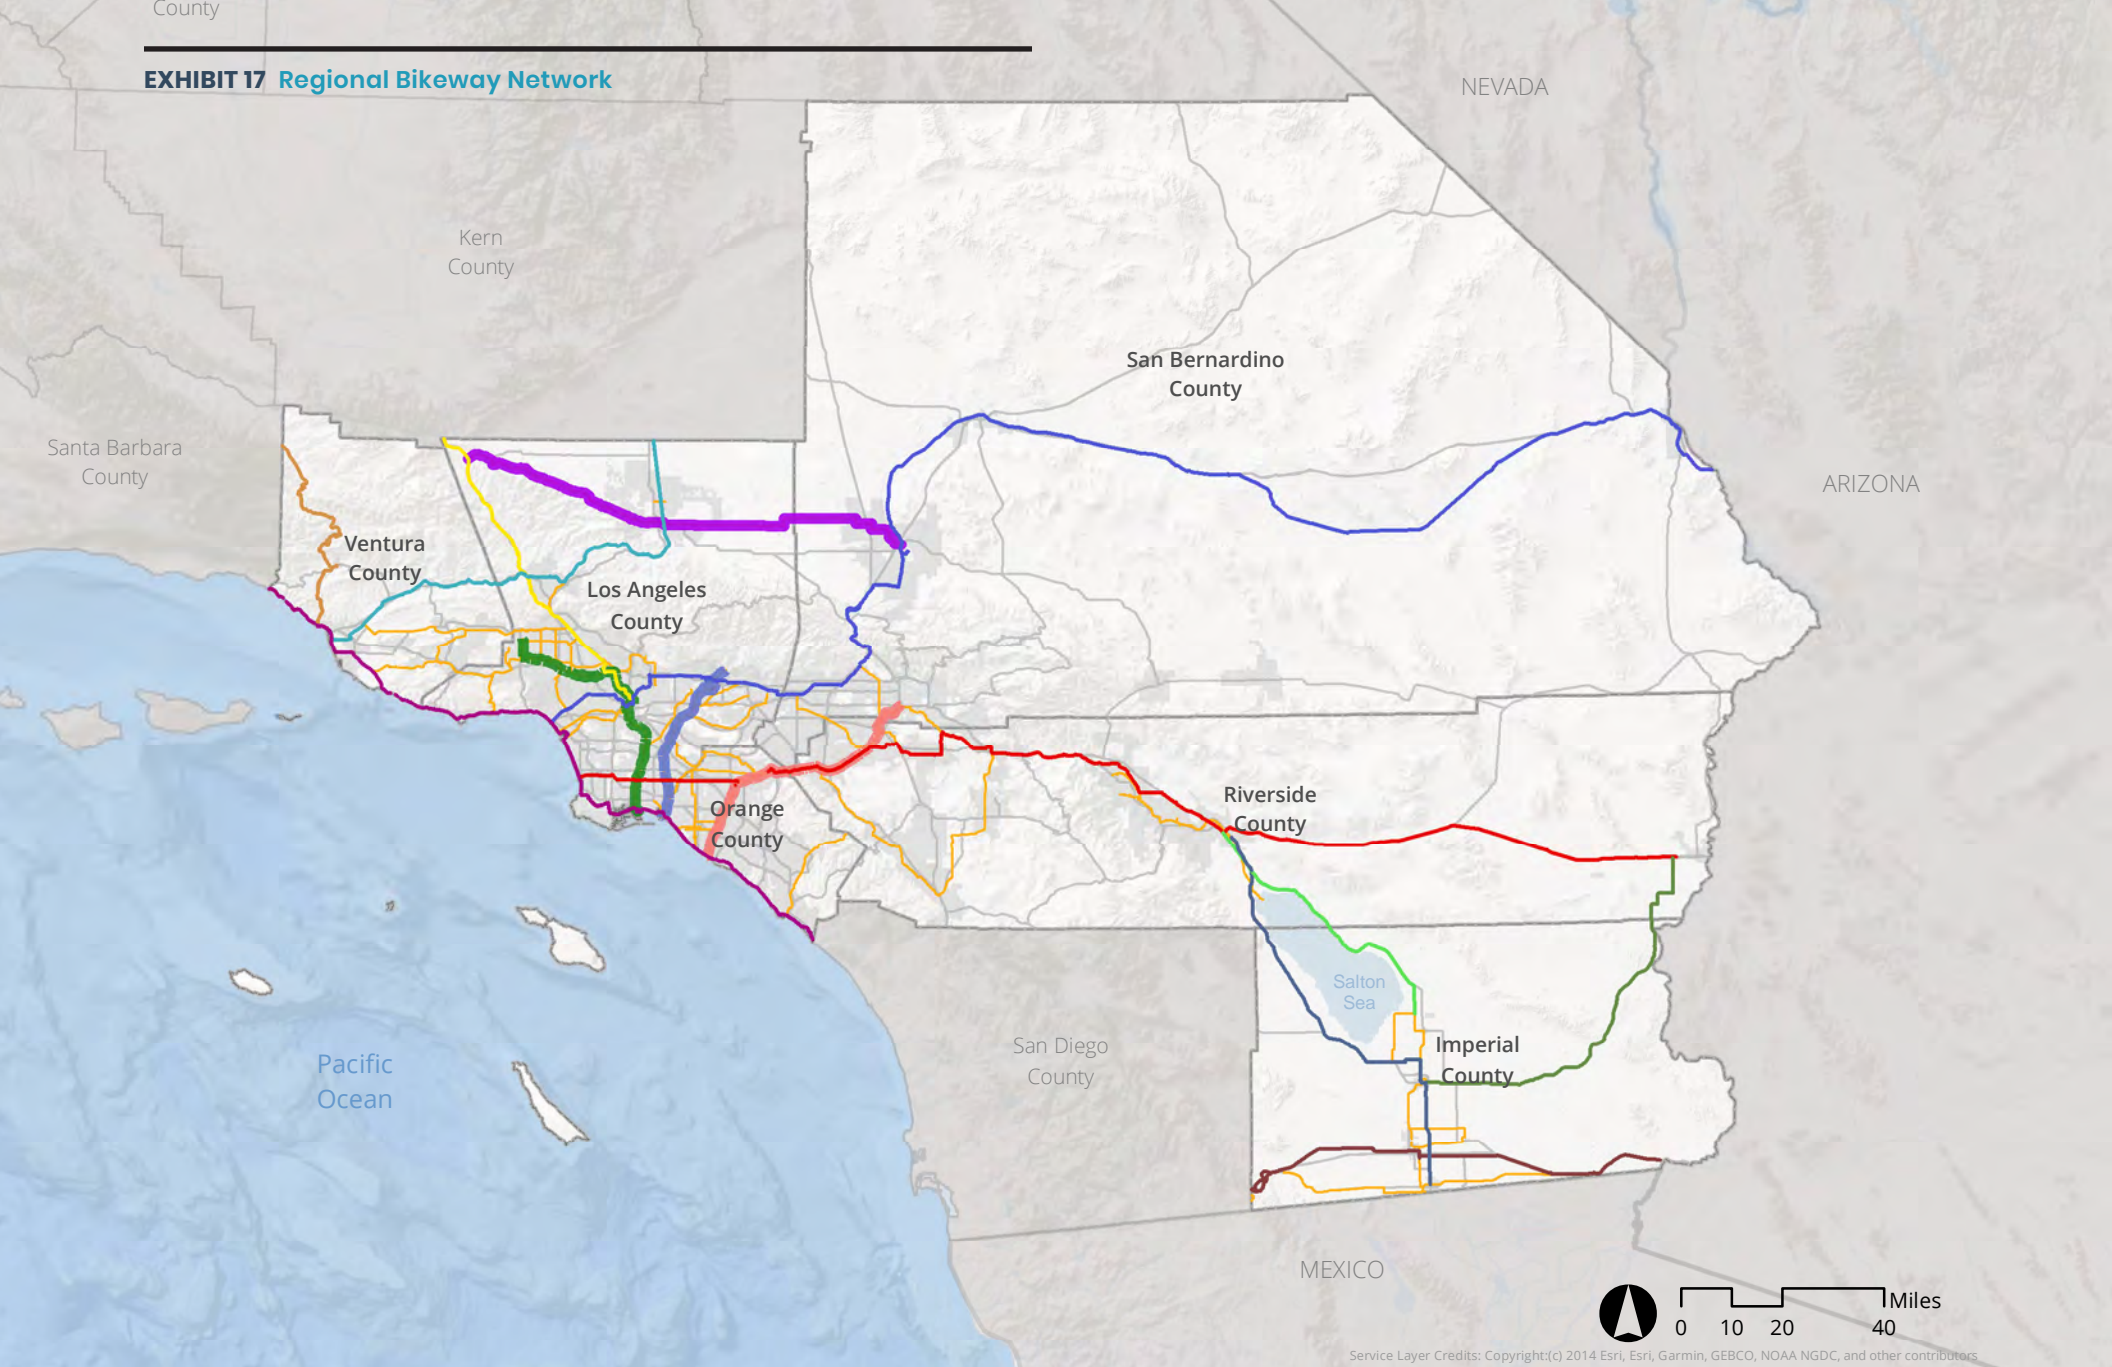 County
EXHIBIT 17 Regional Bikeway Network
NEVADA
Kern
County
San Bernardino
County
Santa Barbara
County
ARIZONA
Ventura
County
Los Angeles
County
Riverside
County
Orange
County
Salton
Sea
San Diego
County
Imperial
County
Pacific
Ocean
MEXICO
Miles
0 10 20 40
Service Layer Credits: Copyright:(c) 2014 Esri, Esri, Garmin, GEBCO, NOAA NGDC, and other contributors